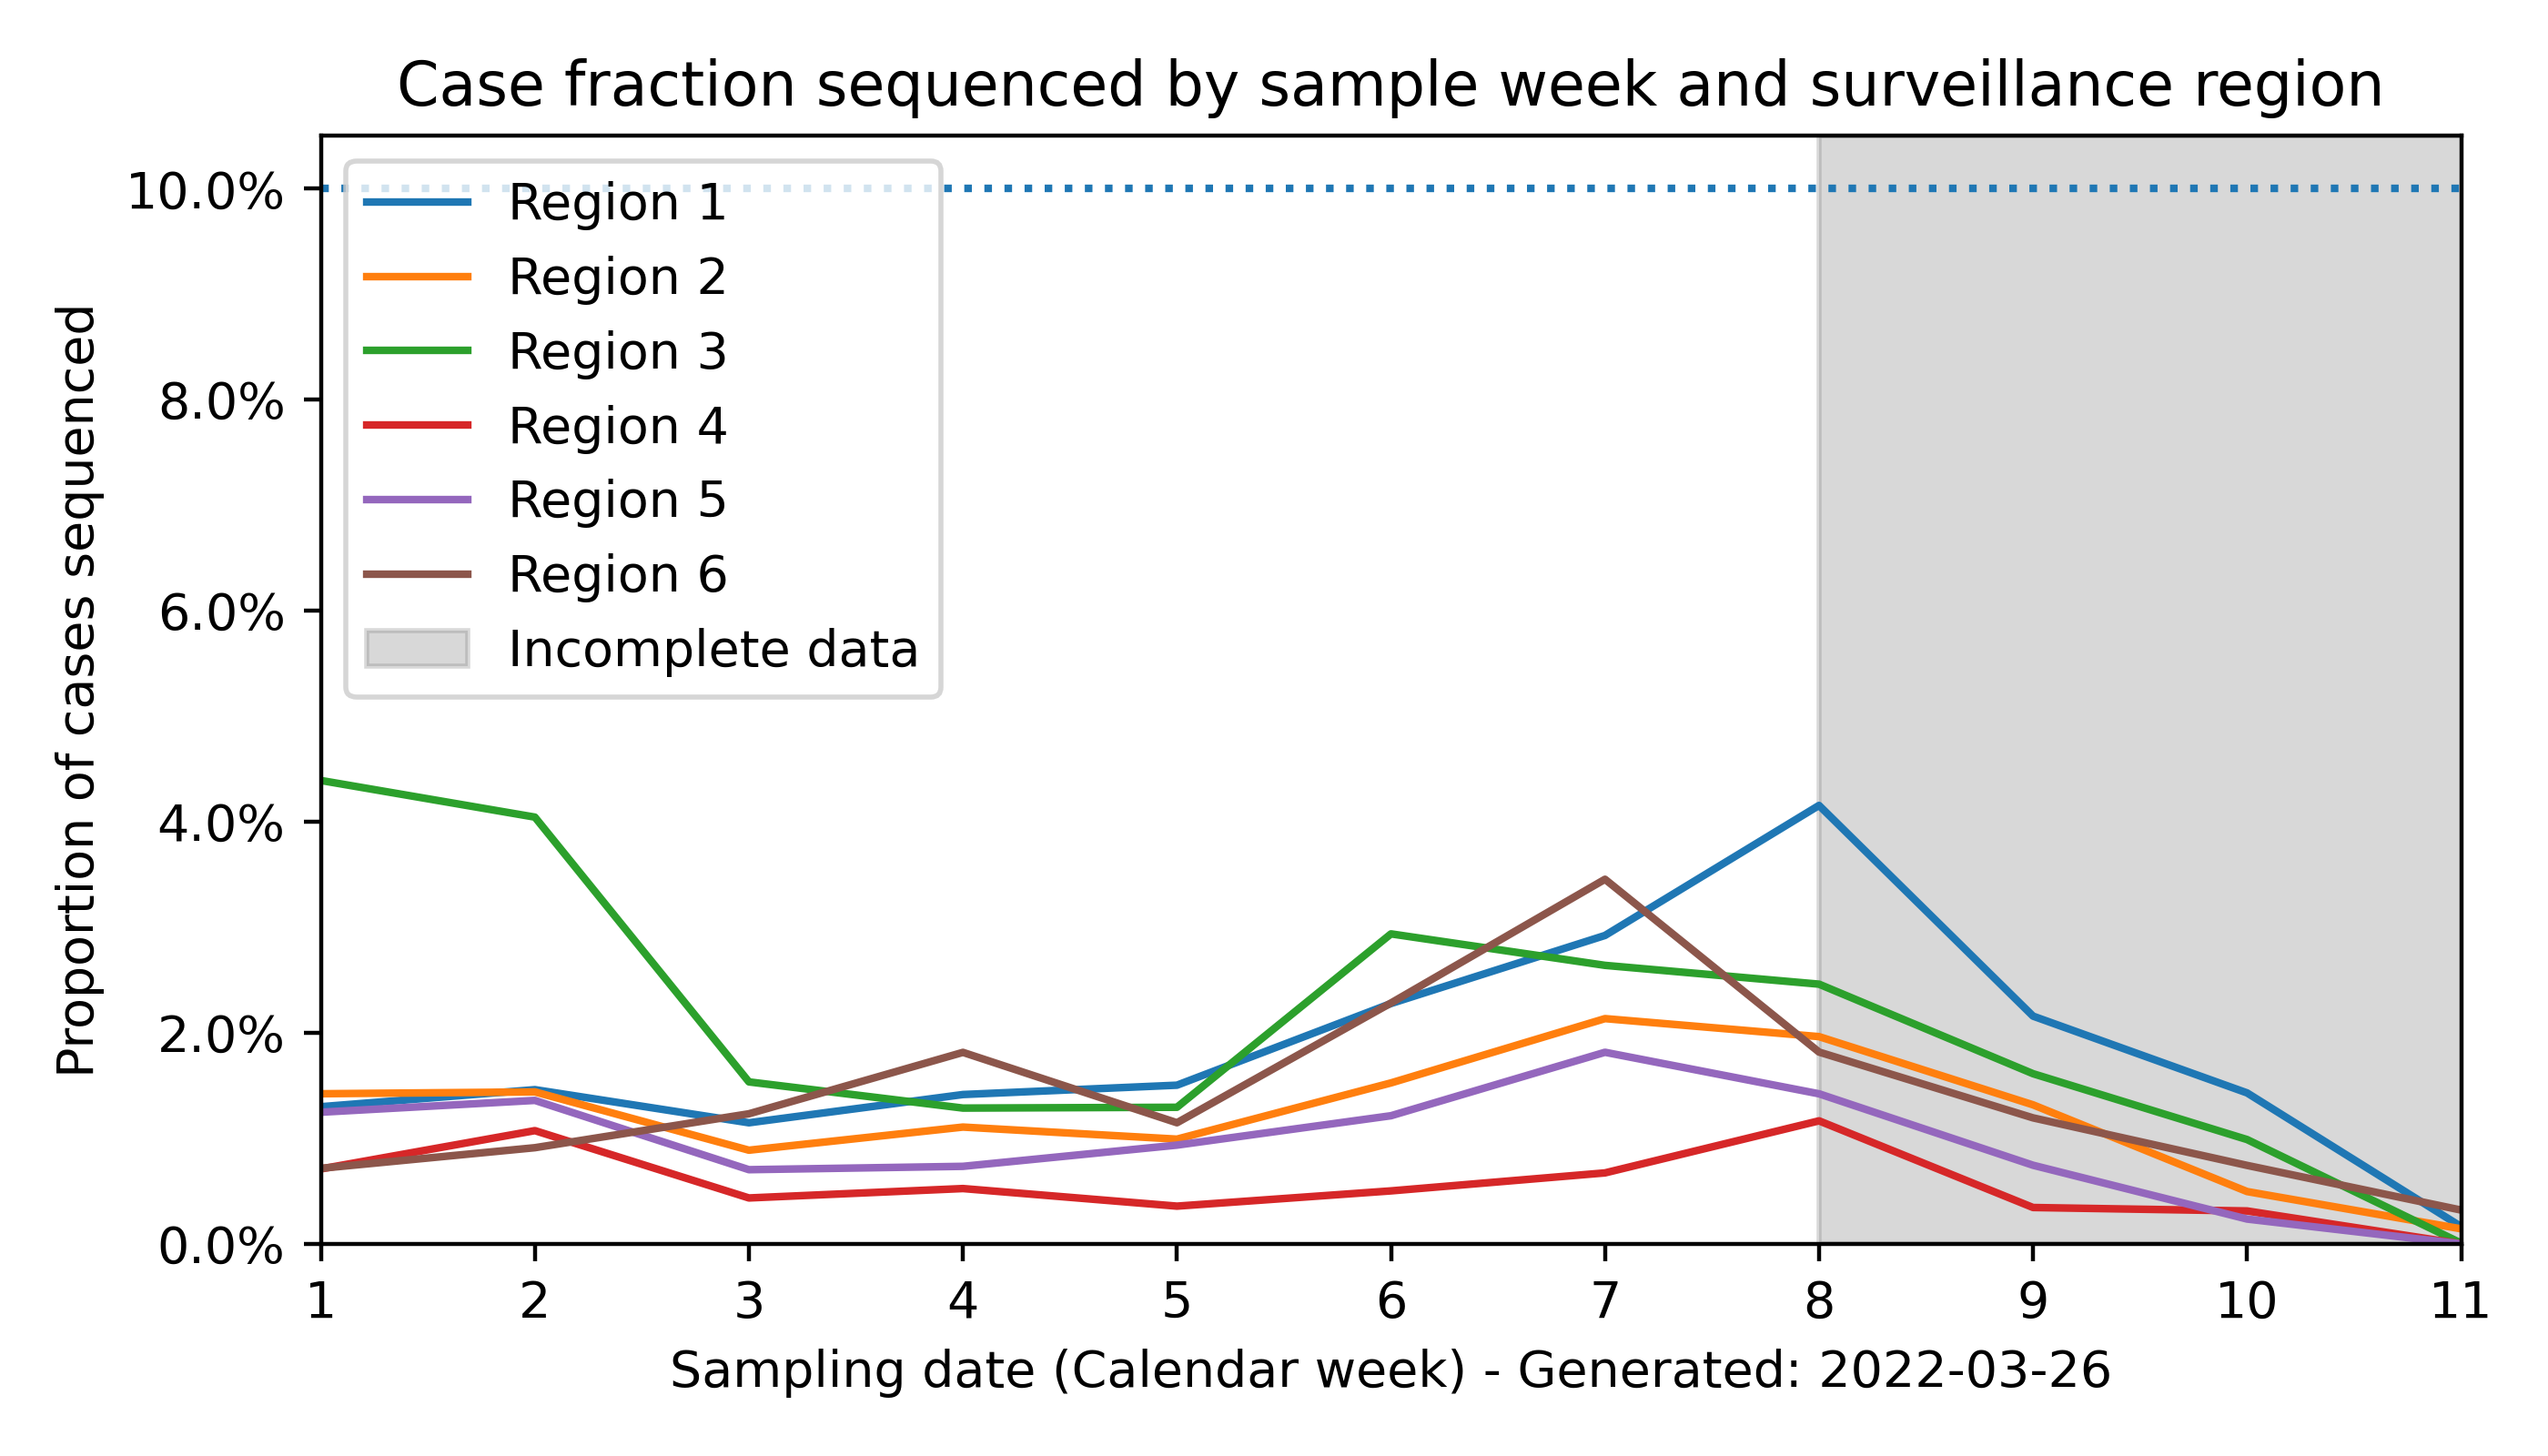 Case fraction sequenced by sample week and surveillance region
Proportion of cases sequenced
10.0%
8.0%
6.0%
4.0%
2.0%
0.0%
Region 1
Region 2
Region 3
Region 4
Region 5
Region 6
Incomplete data
1 2 3 4 5 6 7 8 9 10 11
Sampling date (Calendar week) - Generated: 2022-03-26